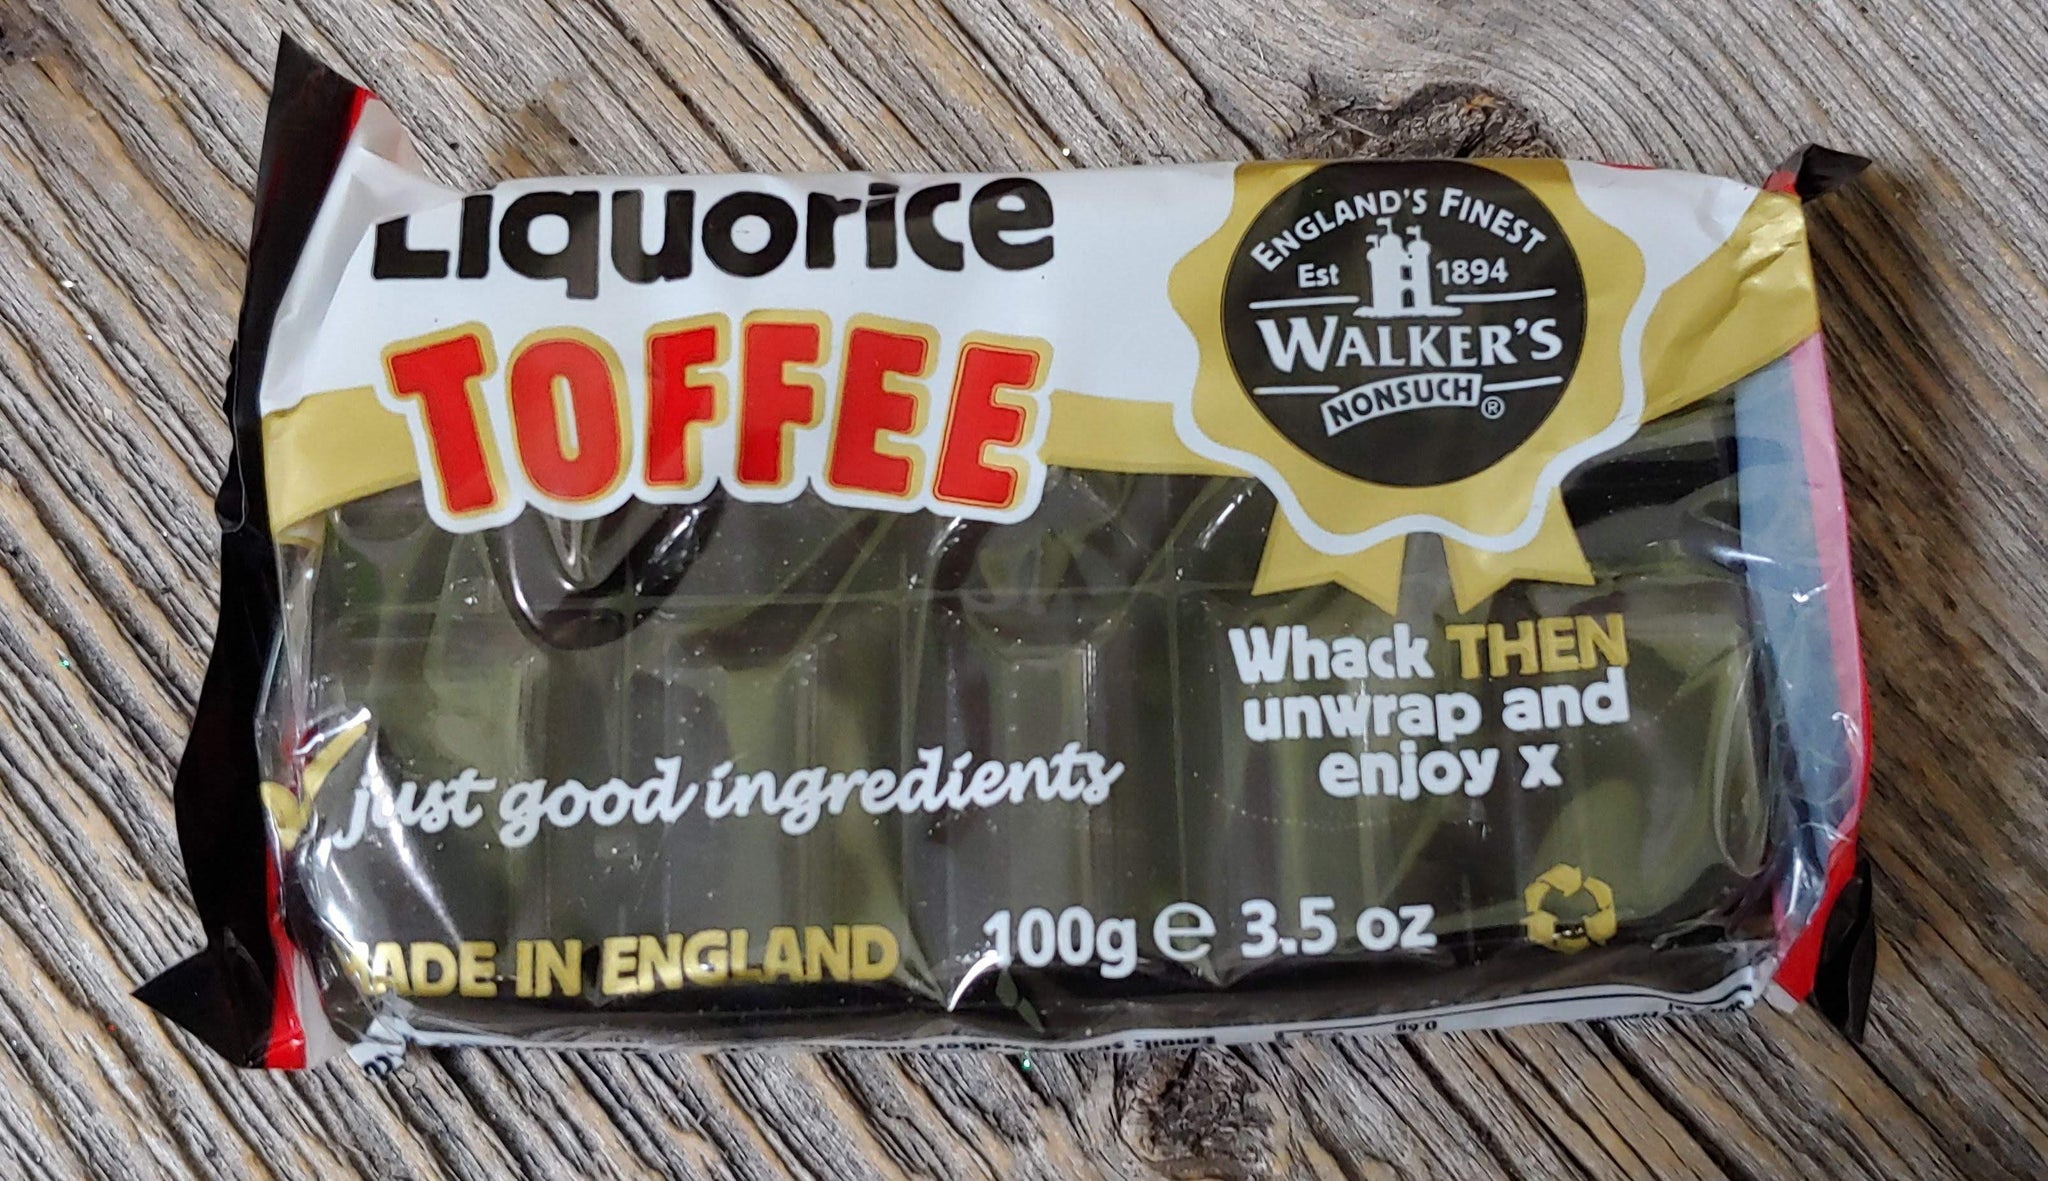 Liquorice
TOFFEE
ENGLAND'S FINEST
Est 1894
WALKER'S
NONSUCH®
Whack THEN
unwrap and
enjoy x
just good ingredients
MADE IN ENGLAND
100g e 3.5 oz
Email: